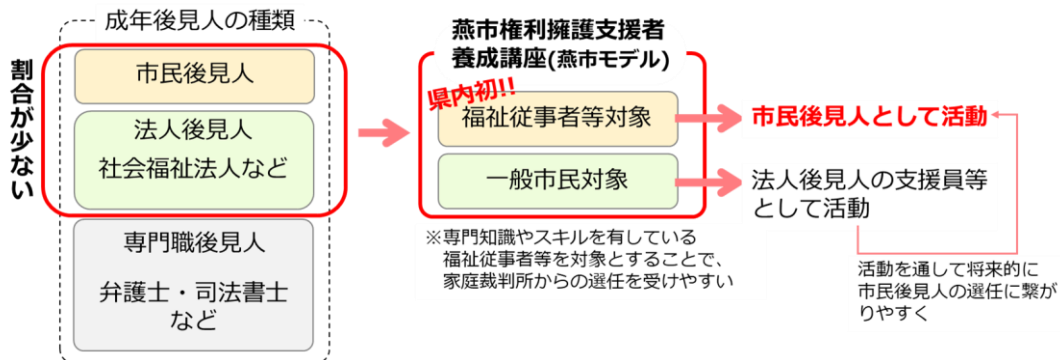 成年後見人の種類
割合が少ない
市民後見人
法人後見人
社会福祉法人など
専門職後見人
弁護士・司法書士
など
燕市権利擁護支援者
養成講座(燕市モデル)
県内初!!
福祉従事者等対象
一般市民対象
※専門知識やスキルを有している
福祉従事者等を対象とすることで、
家庭裁判所からの選任を受けやすい
市民後見人として活動
法人後見人の支援員等
として活動
活動を通して将来的に
市民後見人の選任に繋が
りやすく